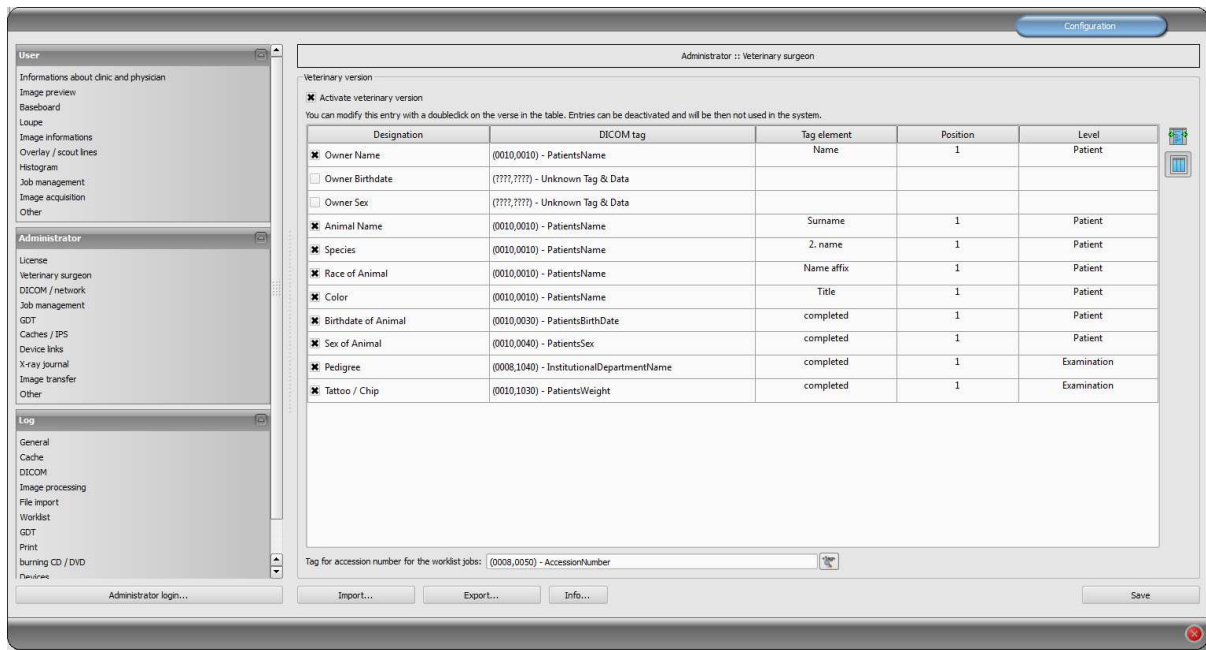 Configuration
User
Informations about clinic and physician
Image preview
Baseboard
Loupe
Image informations
Overlay / scout lines
Histogram
Job management
Image acquisition
Other
Administrator
License
Veterinary surgeon
DICOM / network
Job management
GDT
Caches / IPS
Device links
X-ray journal
Image transfer
Other
Log
General
Cache
DICOM
Image processing
File import
Worklist
GDT
Print
burning CD / DVD
Devices
Administrator login...
Administrator :: Veterinary surgeon
Veterinary version
Activate veterinary version
You can modify this entry with a doubleclick on the verse in the table. Entries can be deactivated and will be then not used in the system.
Designation DICOM tag Tag element Position Level
Owner Name (0010,0010) - PatientsName Name 1 Patient
Owner Birthdate (????,????) - Unknown Tag & Data
Owner Sex (????,????) - Unknown Tag & Data
Animal Name (0010,0010) - PatientsName Surname 1 Patient
Species (0010,0010) - PatientsName 2. name 1 Patient
Race of Animal (0010,0010) - PatientsName Name affix 1 Patient
Color (0010,0010) - PatientsName Title 1 Patient
Birthdate of Animal (0010,0030) - PatientsBirthDate completed 1 Patient
Sex of Animal (0010,0040) - PatientsSex completed 1 Patient
Pedigree (0008,1040) - InstitutionalDepartmentName completed 1 Examination
Tattoo / Chip (0010,1030) - PatientsWeight completed 1 Examination
Tag for accession number for the worklist jobs: (0008,0050) - AccessionNumber
Import... Export... Info... Save